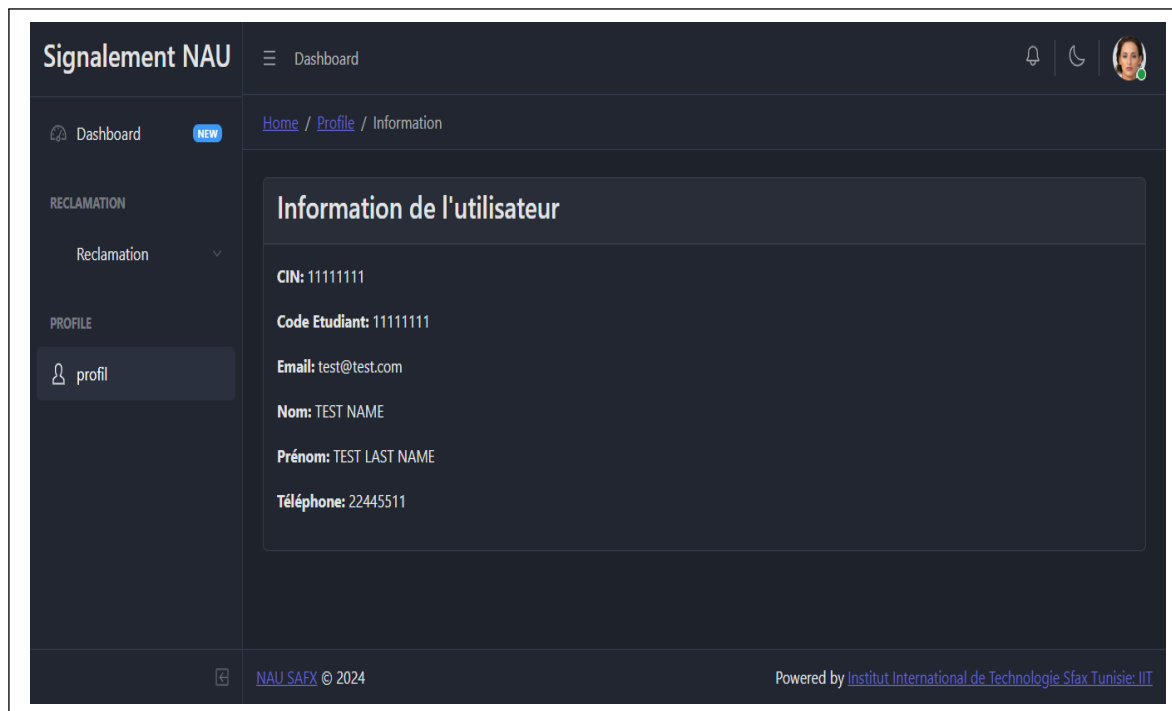 Signalement NAU
Dashboard
Dashboard NEW
Home / Profile / Information
RECLAMATION
Reclamation
PROFILE
profil
Information de l'utilisateur
CIN: 11111111
Code Etudiant: 11111111
Email: test@test.com
Nom: TEST NAME
Prénom: TEST LAST NAME
Téléphone: 22445511
NAU SAFX © 2024
Powered by Institut International de Technologie Sfax Tunisie: IIT